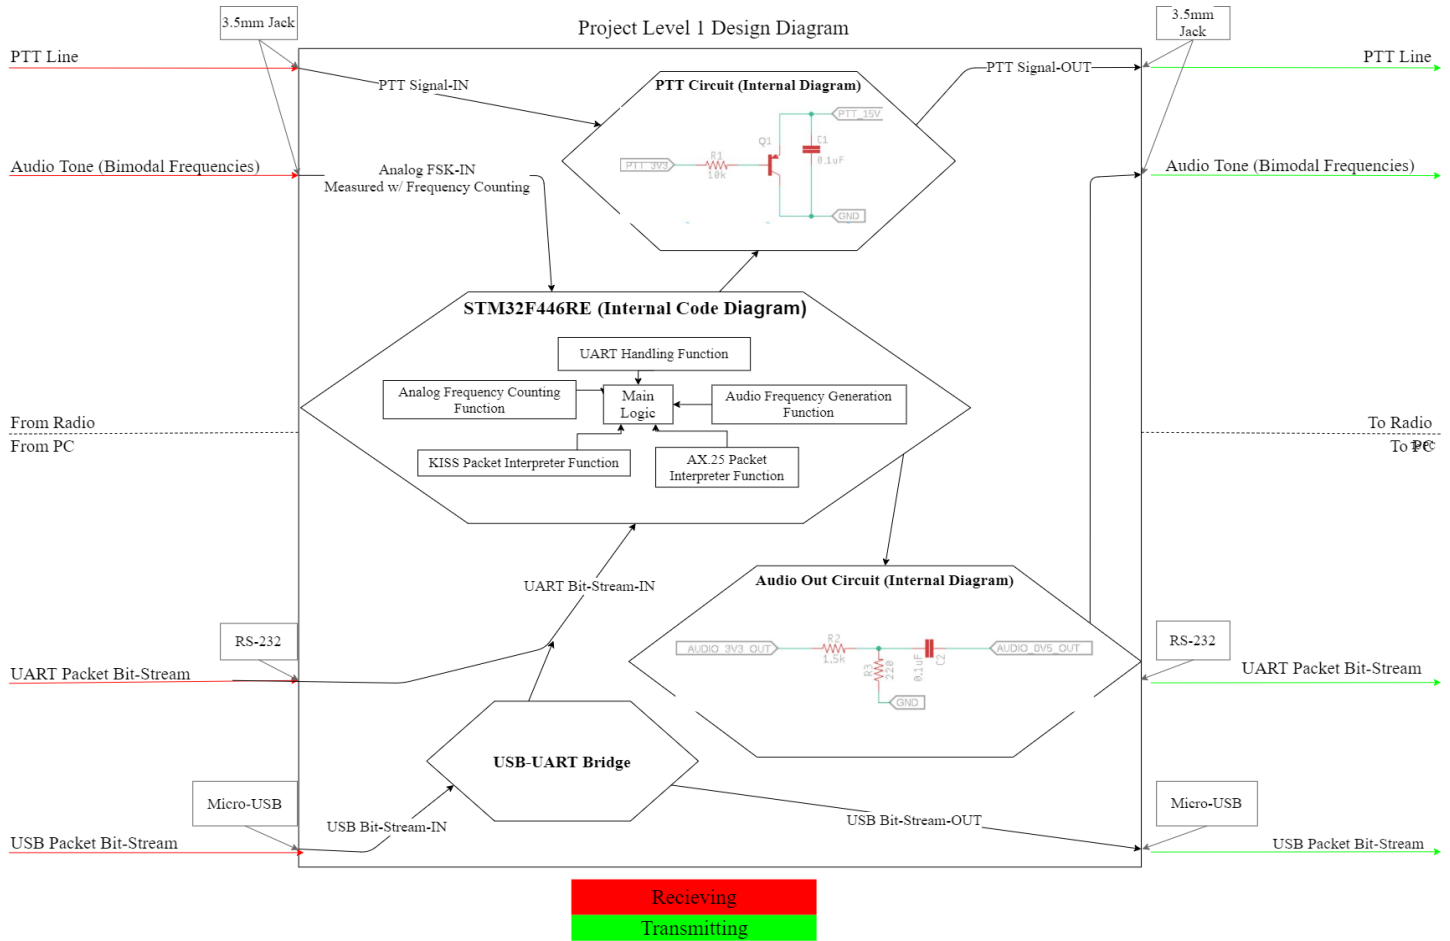 Project Level 1 Design Diagram
3.5mm Jack
3.5mm
Jack
PTT Line
PTT Line
PTT Signal-IN
PTT Signal-OUT
PTT Circuit (Internal Diagram)
PTT_15V
Q1
C1
0.1uF
PTT_3V3
R1
10k
GND
Audio Tone (Bimodal Frequencies)
Audio Tone (Bimodal Frequencies)
Analog FSK-IN
Measured w/ Frequency Counting
STM32F446RE (Internal Code Diagram)
UART Handling Function
Analog Frequency Counting
Function
Main
Logic
Audio Frequency Generation
Function
KISS Packet Interpreter Function
AX.25 Packet
Interpreter Function
From Radio
From PC
To Radio
To PC
UART Bit-Stream-IN
Audio Out Circuit (Internal Diagram)
AUDIO_3V3_OUT
R2
1.5k
R3
220
0.1uF
C2
AUDIO_0V5_OUT
GND
RS-232
RS-232
UART Packet Bit-Stream
UART Packet Bit-Stream
USB-UART Bridge
Micro-USB
Micro-USB
USB Bit-Stream-IN
USB Bit-Stream-OUT
USB Packet Bit-Stream
USB Packet Bit-Stream
Recieving
Transmitting